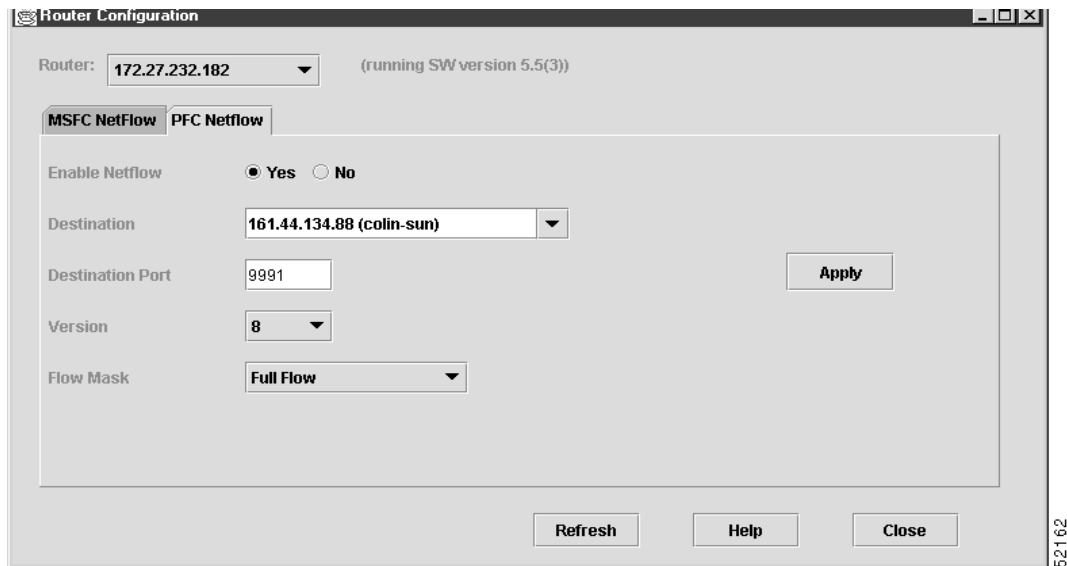 Router Configuration
Router: 172.27.232.182 (running SW version 5.5(3))
MSFC NetFlow PFC Netflow
Enable Netflow Yes No
Destination 161.44.134.88 (colin-sun)
Destination Port 9991
Apply
Version 8
Flow Mask Full Flow
Refresh Help Close
52162